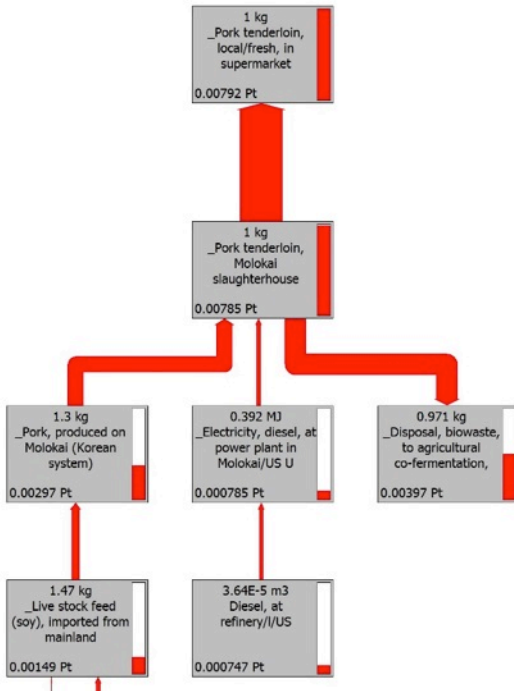 1 kg
_Pork tenderloin,
local/fresh, in
supermarket
0.00792 Pt
1 kg
_Pork tenderloin,
Molokai
slaughterhouse
0.00785 Pt
1.3 kg
_Pork, produced on
Molokai (Korean
system)
0.00297 Pt
0.392 MJ
_Electricity, diesel, at
power plant in
Molokai/US U
0.000785 Pt
0.971 kg
_Disposal, biowaste,
to agricultural
co-fermentation,
0.00397 Pt
1.47 kg
_Live stock feed
(soy), imported from
mainland
0.00149 Pt
3.64E-5 m3
Diesel, at
refinery/l/US
0.000747 Pt